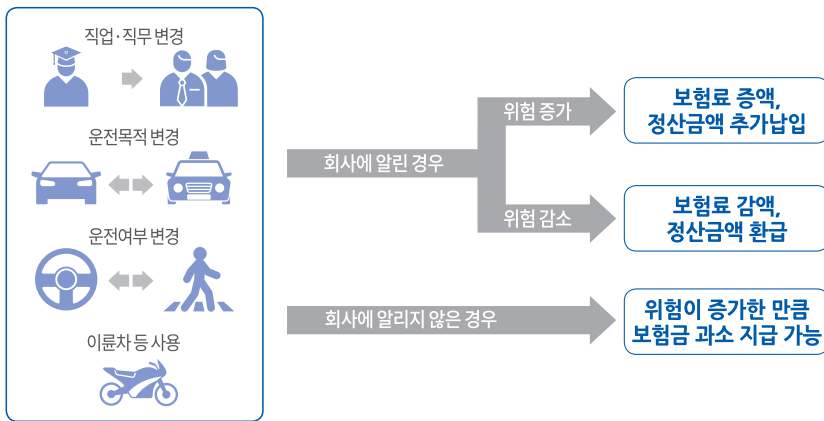 직업·직무 변경
운전목적 변경
운전여부 변경
이륜차 등 사용
회사에 알린 경우
위험 증가
보험료 증액,
정산금액 추가납입
위험 감소
보험료 감액,
정산금액 환급
회사에 알리지 않은 경우
위험이 증가한 만큼
보험금 과소 지급 가능